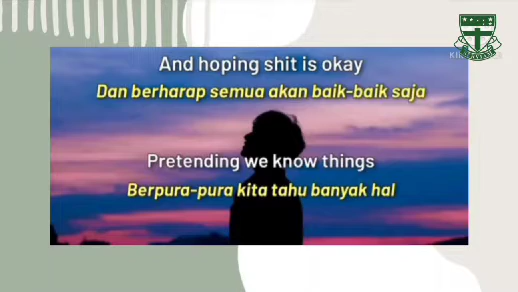 And hoping shit is okay
Dan berharap semua akan baik-baik saja
Pretending we know things
Berpura-pura kita tahu banyak hal